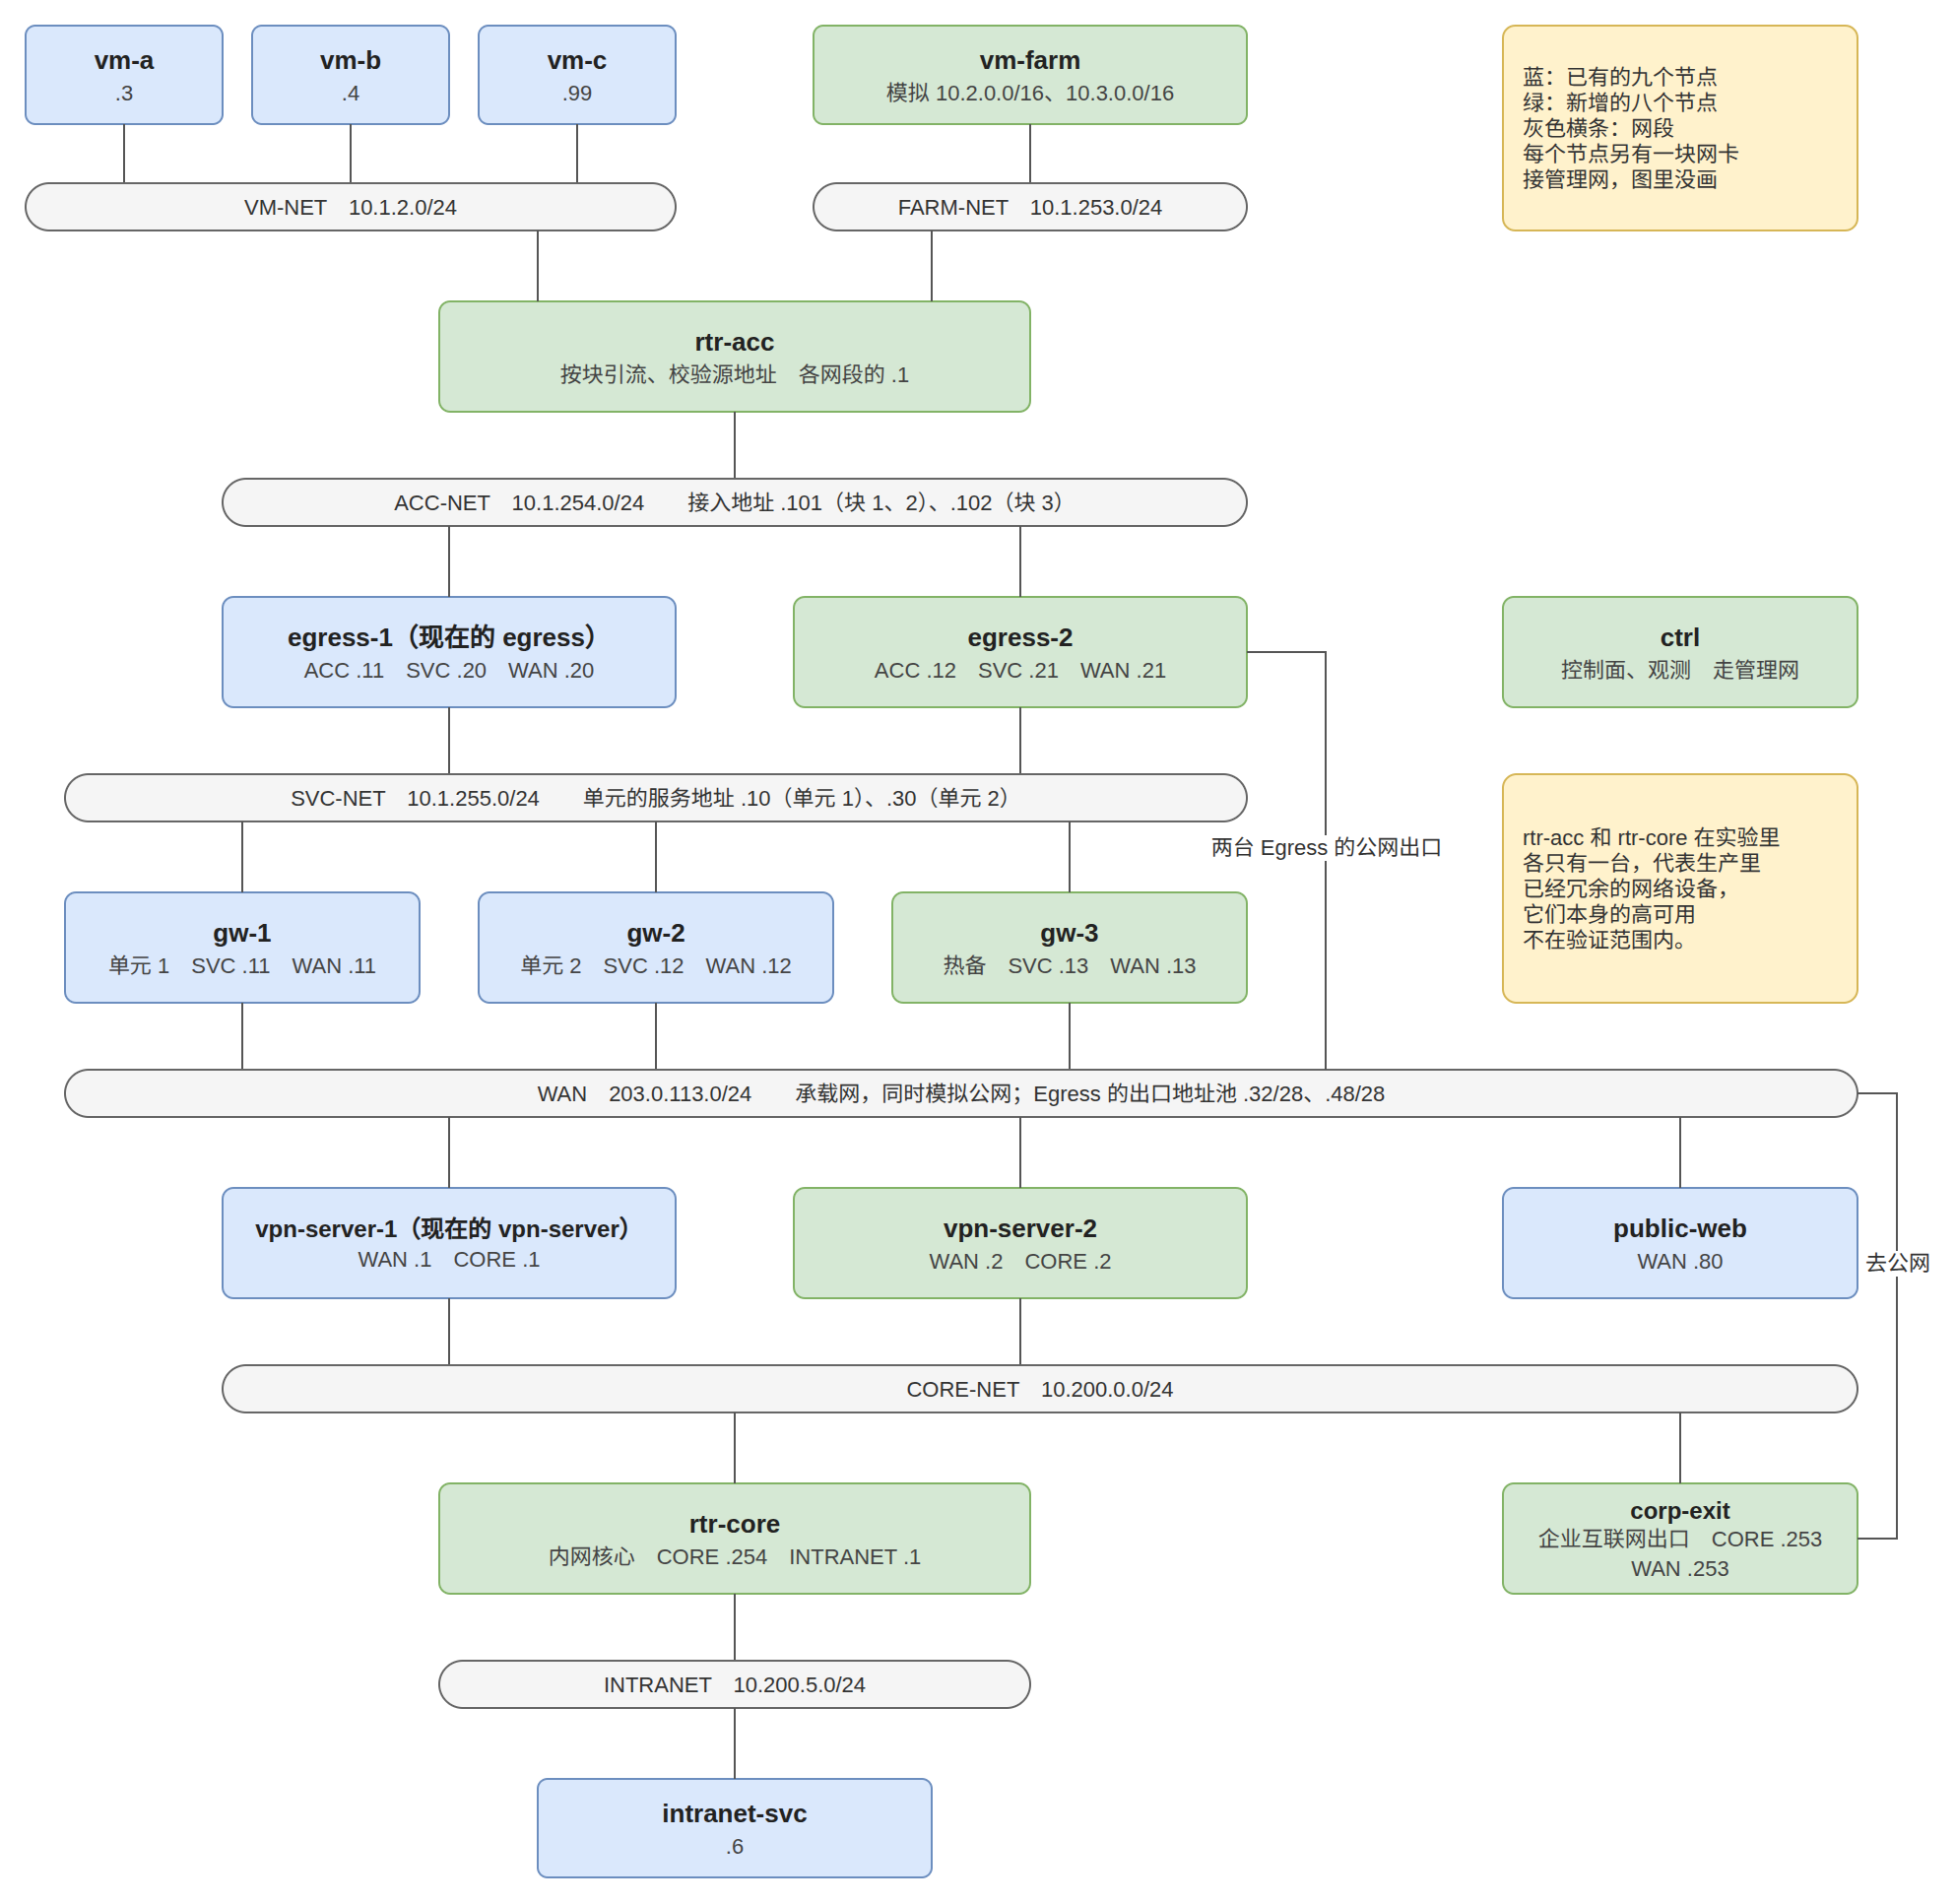 vm-a
.3
vm-b
.4
vm-c
.99
vm-farm
模拟 10.2.0.0/16、10.3.0.0/16
蓝：已有的九个节点
绿：新增的八个节点
灰色横条：网段
每个节点另有一块网卡
接管理网，图里没画
VM-NET　10.1.2.0/24
FARM-NET　10.1.253.0/24
rtr-acc
按块引流、校验源地址　各网段的 .1
ACC-NET　10.1.254.0/24　　接入地址 .101（块 1、2）、.102（块 3）
egress-1（现在的 egress）
ACC .11　SVC .20　WAN .20
egress-2
ACC .12　SVC .21　WAN .21
ctrl
控制面、观测　走管理网
SVC-NET　10.1.255.0/24　　单元的服务地址 .10（单元 1）、.30（单元 2）
两台 Egress 的公网出口
rtr-acc 和 rtr-core 在实验里
各只有一台，代表生产里
已经冗余的网络设备，
它们本身的高可用
不在验证范围内。
gw-1
单元 1　SVC .11　WAN .11
gw-2
单元 2　SVC .12　WAN .12
gw-3
热备　SVC .13　WAN .13
WAN　203.0.113.0/24　　承载网，同时模拟公网；Egress 的出口地址池 .32/28、.48/28
vpn-server-1（现在的 vpn-server）
WAN .1　CORE .1
vpn-server-2
WAN .2　CORE .2
public-web
WAN .80
去公网
CORE-NET　10.200.0.0/24
rtr-core
内网核心　CORE .254　INTRANET .1
corp-exit
企业互联网出口　CORE .253
WAN .253
INTRANET　10.200.5.0/24
intranet-svc
.6